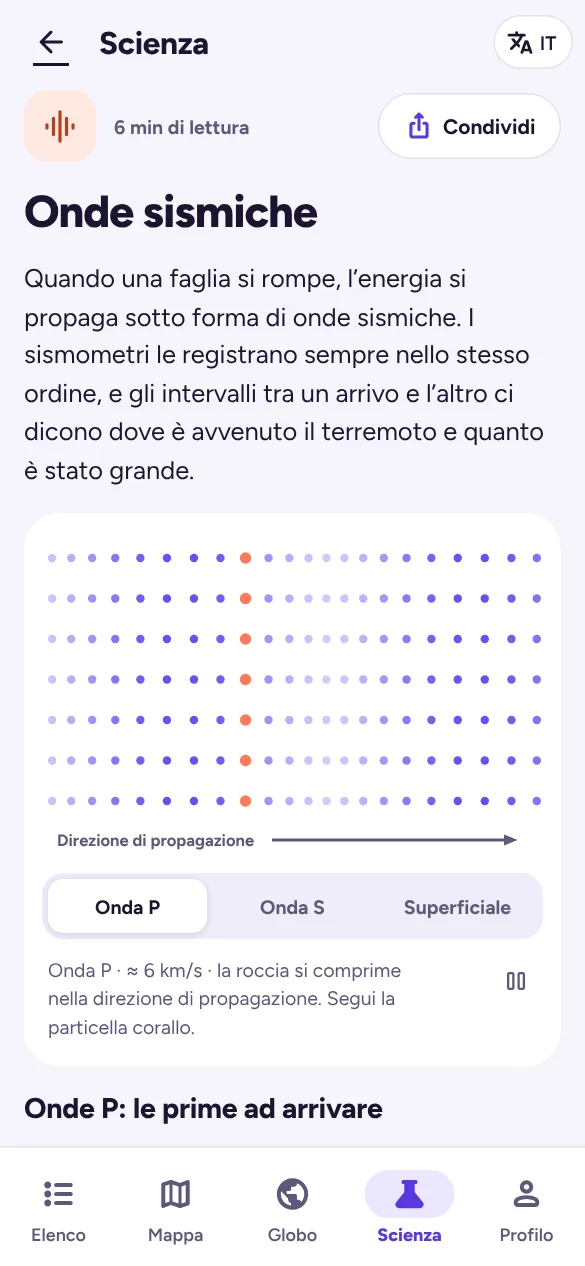 Scienza
IT
6 min di lettura
Condividi
Onde sismiche
Quando una faglia si rompe, l’energia si
propaga sotto forma di onde sismiche. I
sismometri le registrano sempre nello stesso
ordine, e gli intervalli tra un arrivo e l’altro ci
dicono dove è avvenuto il terremoto e quanto
è stato grande.
Direzione di propagazione
Onda P
Onda S
Superficiale
Onda P · ≈ 6 km/s · la roccia si comprime
nella direzione di propagazione. Segui la
particella corallo.
Onde P: le prime ad arrivare
Elenco
Mappa
Globo
Scienza
Profilo